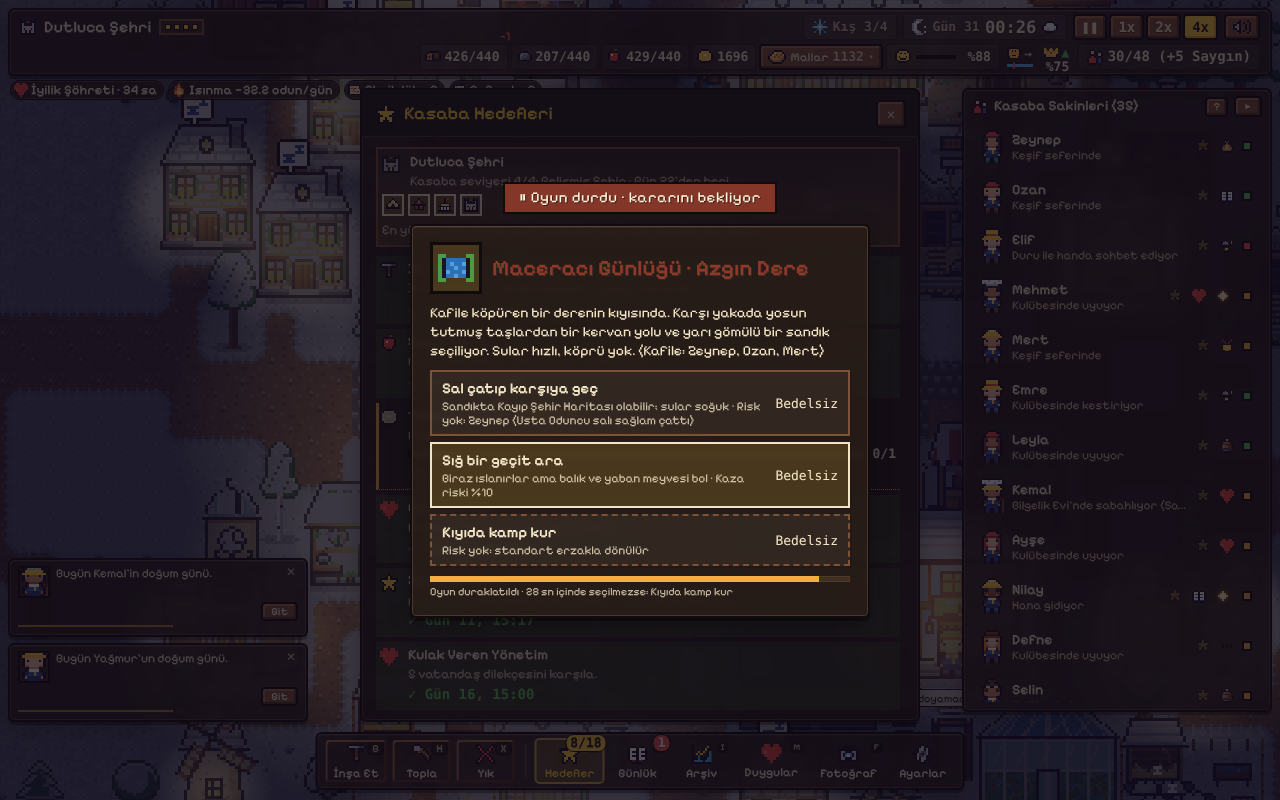 Dutluca Şehri
Kış 3/4
Gün 31 00:26
1x
2x
4x
-1
426/440
207/440
429/440
1696
Mallar 1132
%88
%75
30/48 (+5 Saygın)
İyilik Şöhreti · 34 sa
Isınma -38.8 odun/gün
Kasaba Hedefleri
×
Kasaba Sakinleri (38)
?
Dutluca Şehri
Oyun durdu · kararını bekliyor
Maceracı Günlüğü · Azgın Dere
Kafile köpüren bir derenin kıyısında. Karşı yakada yosun
tutmuş taşlardan bir kervan yolu ve yarı gömülü bir sandık
seçiliyor. Sular hızlı, köprü yok. (Kafile: Zeynep, Ozan, Mert)
Sal çatıp karşıya geç
Sandıkta Kayıp Şehir Haritası olabilir; sular soğuk · Risk
yok: Zeynep (Usta Oduncu salı sağlam çattı)
Bedelsiz
Sığ bir geçit ara
Biraz ıslanırlar ama balık ve yaban meyvesi bol · Kaza
riski %10
Bedelsiz
Kıyıda kamp kur
Risk yok; standart erzakla dönülür
Bedelsiz
Oyun duraklatıldı · 28 sn içinde seçilmezse: Kıyıda kamp kur
0/1
✓ Gün 11, 15:17
Kulak Veren Yönetim
8 vatandaş dilekçesini karşıla.
✓ Gün 16, 15:00
Zeynep
Keşif seferinde
Ozan
Keşif seferinde
Elif
Duru ile handa sohbet ediyor
Mehmet
Kulübesinde uyuyor
Mert
Keşif seferinde
Emre
Kulübesinde kestiriyor
Leyla
Kulübesinde uyuyor
Kemal
Bilgelik Evi'nde sabahlıyor (Sa...
Ayşe
Kulübesinde uyuyor
Nilay
Hana gidiyor
Defne
Kulübesinde uyuyor
Selin
Bugün Kemal'in doğum günü.
×
Git
Bugün Yağmur'un doğum günü.
×
Git
İnşa Et
B
Topla
H
Yık
X
Hedefler
8/18
Günlük
1
Arşiv
I
Duygular
M
Fotoğraf
F
Ayarlar